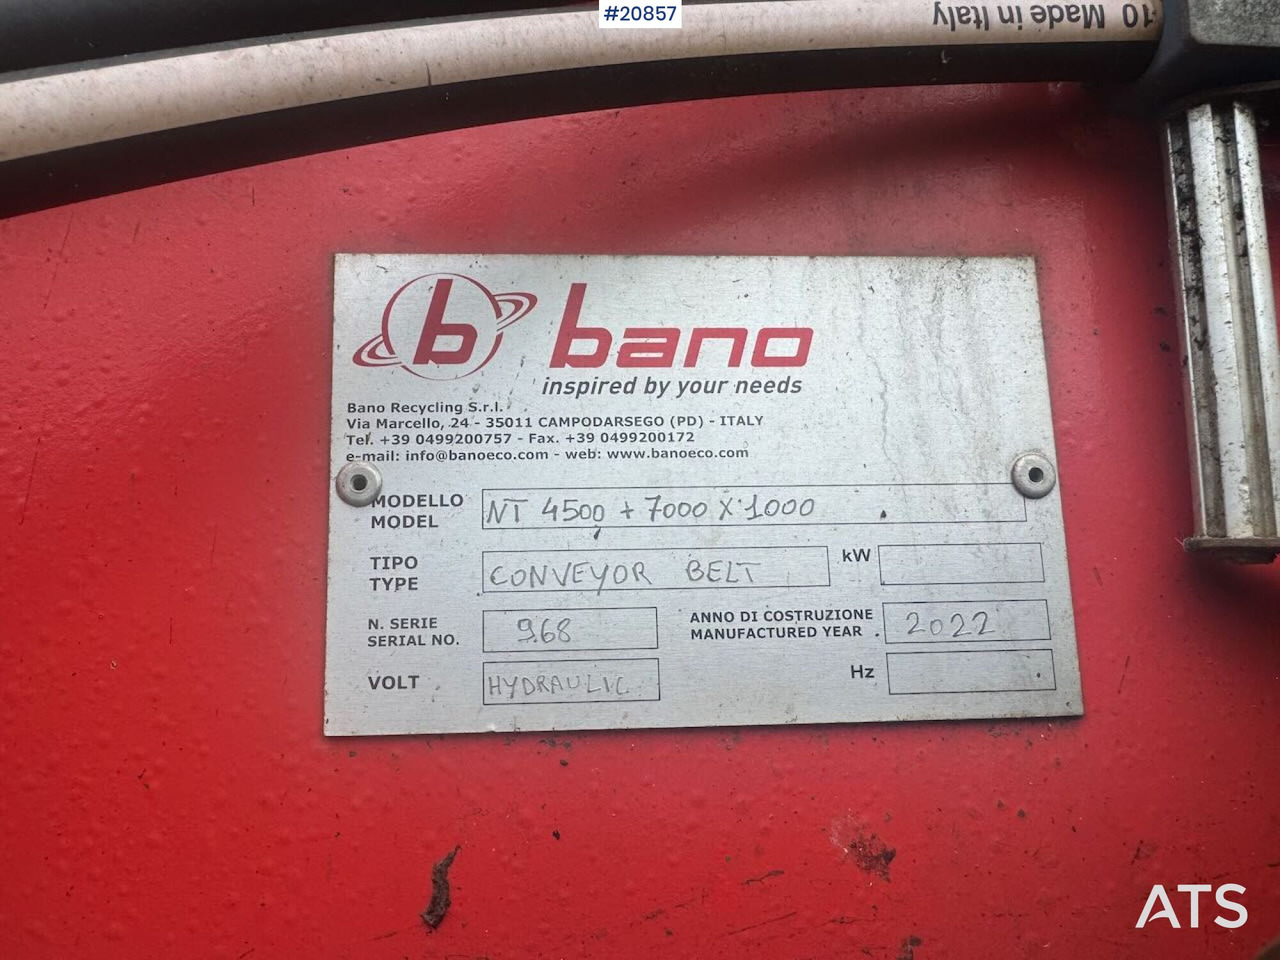 #20857
10 Made in Italy
b bano
inspired by your needs
Bano Recycling S.r.l.
Via Marcello, 24 - 35011 CAMPODARSEGO (PD) - ITALY
Tel. +39 0499200757 - Fax. +39 0499200172
e-mail: info@banoeco.com - web: www.banoeco.com
MODELLO
MODEL
NT 4500 + 7000 X 1000
TIPO
TYPE
CONVEYOR BELT
kW
N. SERIE
SERIAL NO.
968
ANNO DI COSTRUZIONE
MANUFACTURED YEAR
2022
VOLT
HYDRAULIC
Hz
ATS